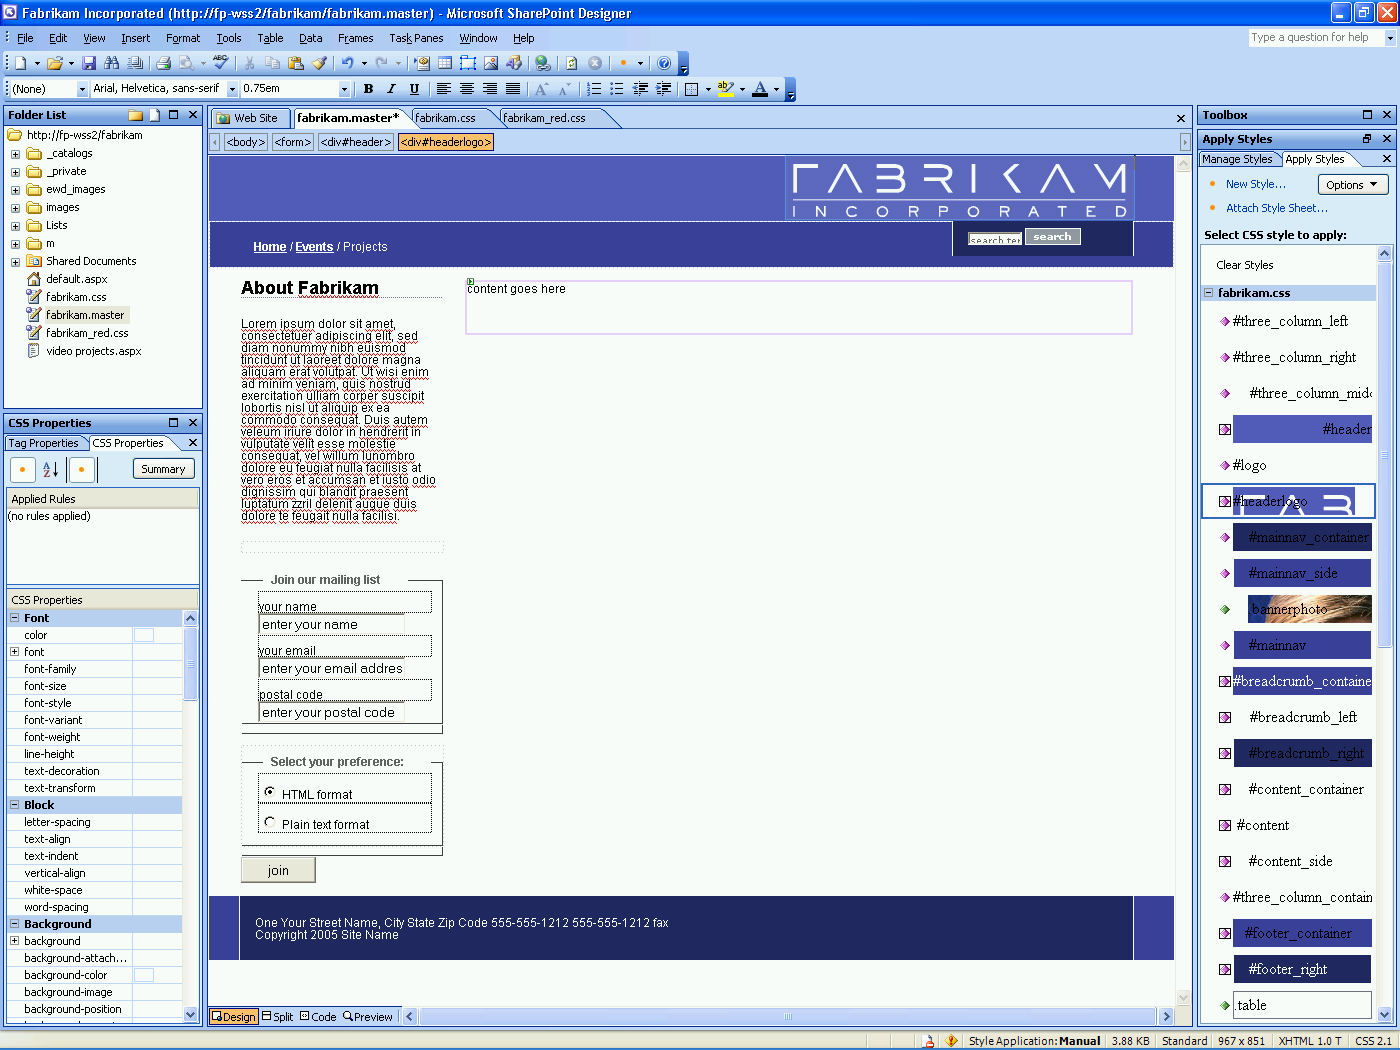 Fabrikam Incorporated (http://fp-wss2/fabrikam/fabrikam.master) - Microsoft SharePoint Designer
File Edit View Insert Format Tools Table Data Frames Task Panes Window Help
Type a question for help
(None) Arial, Helvetica, sans-serif 0.75em
Folder List
http://fp-wss2/fabrikam
_catalogs
_private
ewd_images
images
Lists
m
Shared Documents
default.aspx
fabrikam.css
fabrikam.master
fabrikam_red.css
video projects.aspx
CSS Properties
Tag Properties CSS Properties
Summary
Applied Rules
(no rules applied)
CSS Properties
Font
color
font
font-family
font-size
font-style
font-variant
font-weight
line-height
text-decoration
text-transform
Block
letter-spacing
text-align
text-indent
vertical-align
white-space
word-spacing
Background
background
background-attach...
background-color
background-image
background-position
Web Site fabrikam.master* fabrikam.css fabrikam_red.css
<body> <form> <div#header> <div#headerlogo>
FABRIKAM
INCORPORATED
Home / Events / Projects
search ter search
About Fabrikam
Lorem ipsum dolor sit amet,
consectetuer adipiscing elit, sed
diam nonummy nibh euismod
tincidunt ut laoreet dolore magna
aliquam erat volutpat. Ut wisi enim
ad minim veniam, quis nostrud
exercitation ulliam corper suscipit
lobortis nisl ut aliquip ex ea
commodo consequat. Duis autem
veleum iriure dolor in hendrerit in
vulputate velit esse molestie
consequat, vel willum lunombro
dolore eu feugiat nulla facilisis at
vero eros et accumsan et iusto odio
dignissim qui blandit praesent
luptatum zzril delenit augue duis
dolore te feugait nulla facilisi.
content goes here
Join our mailing list
your name
enter your name
your email
enter your email addres
postal code
enter your postal code
Select your preference:
HTML format
Plain text format
join
One Your Street Name, City State Zip Code 555-555-1212 555-555-1212 fax
Copyright 2005 Site Name
Design Split Code Preview
Toolbox
Apply Styles
Manage Styles Apply Styles
New Style...
Options
Attach Style Sheet...
Select CSS style to apply:
Clear Styles
fabrikam.css
#three_column_left
#three_column_right
#three_column_midd
#header
#logo
#headerlogo
#mainnav_container
#mainnav_side
.bannerphoto
#mainnav
#breadcrumb_containe
#breadcrumb_left
#breadcrumb_right
#content_container
#content
#content_side
#three_column_contain
#footer_container
#footer_right
.table
Style Application: Manual 3.88 KB Standard 967 x 851 XHTML 1.0 T CSS 2.1